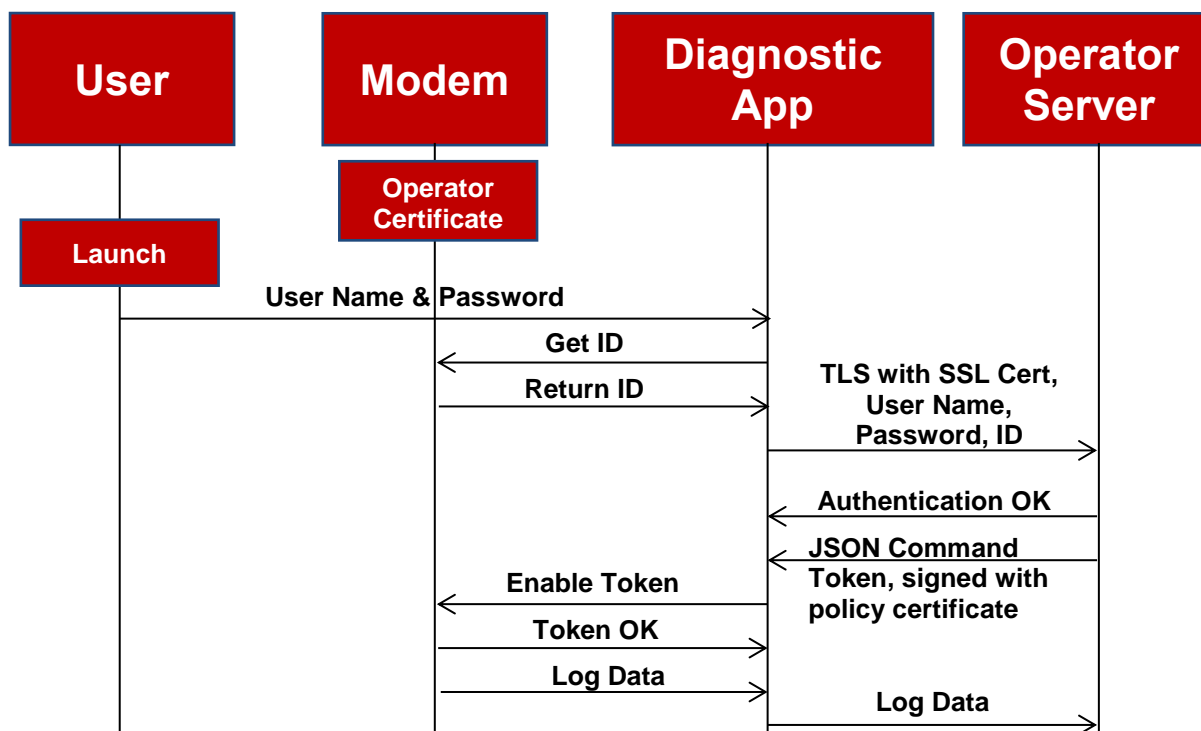 User
Modem
Diagnostic
App
Operator
Server
Operator
Certificate
Launch
User Name & Password
Get ID
Return ID
TLS with SSL Cert,
User Name,
Password, ID
Authentication OK
JSON Command
Token, signed with
policy certificate
Enable Token
Token OK
Log Data
Log Data